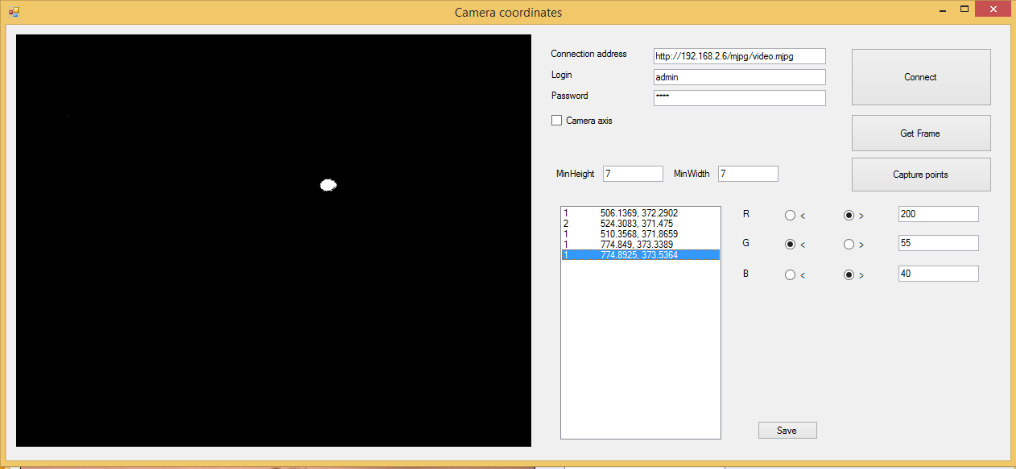 Camera coordinates
Connection address http://192.168.2.6/mjpg/video.mjpg
Connect
Login admin
Password ****
Camera axis
Get Frame
MinHeight 7 MinWidth 7
Capture points
1 506.1369, 372.2902
2 524.3083, 371.475
1 510.3568, 371.8659
1 774.849, 373.3389
1 774.8925, 373.5364
R < > 200
G < > 55
B < > 40
Save